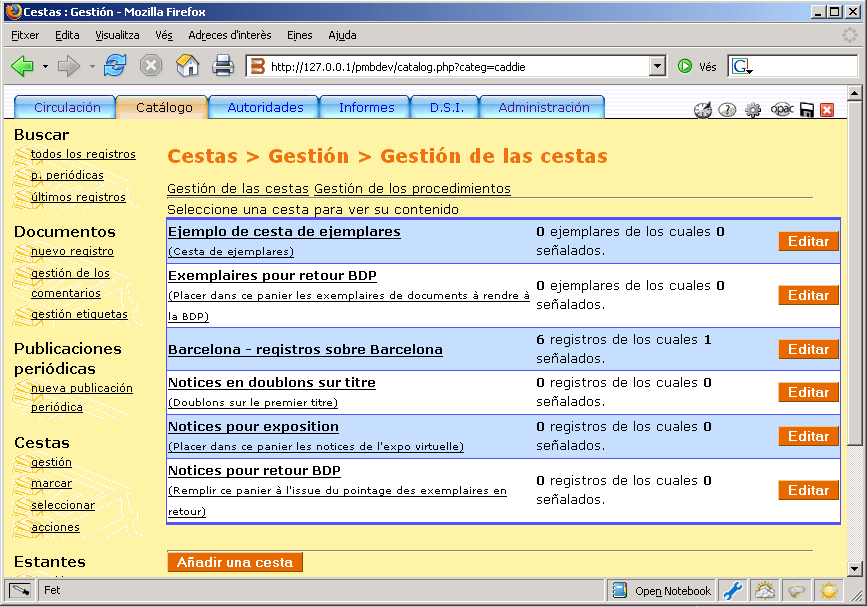 Cestas : Gestión - Mozilla Firefox
Fitxer Edita Visualitza Vés Adreces d'interès Eines Ajuda
http://127.0.0.1/pmbdev/catalog.php?categ=caddie Vés G
Circulación Catálogo Autoridades Informes D.S.I. Administración opac
Buscar
todos los registros
p. periódicas
últimos registros
Documentos
nuevo registro
gestión de los
comentarios
gestión etiquetas
Publicaciones
periódicas
nueva publicación
periódica
Cestas
gestión
marcar
seleccionar
acciones
Estantes
Cestas > Gestión > Gestión de las cestas
Gestión de las cestas Gestión de los procedimientos
Seleccione una cesta para ver su contenido
Ejemplo de cesta de ejemplares
(Cesta de ejemplares)
0 ejemplares de los cuales 0
señalados.
Editar
Exemplaires pour retour BDP
(Placer dans ce panier les exemplaires de documents à rendre à
la BDP)
0 ejemplares de los cuales 0
señalados.
Editar
Barcelona - registros sobre Barcelona
6 registros de los cuales 1
señalados.
Editar
Notices en doublons sur titre
(Doublons sur le premier titre)
0 registros de los cuales 0
señalados.
Editar
Notices pour exposition
(Placer dans ce panier les notices de l'expo virtuelle)
0 registros de los cuales 0
señalados.
Editar
Notices pour retour BDP
(Remplir ce panier à l'issue du pointage des exemplaires en
retour)
0 registros de los cuales 0
señalados.
Editar
Añadir una cesta
Fet Open Notebook